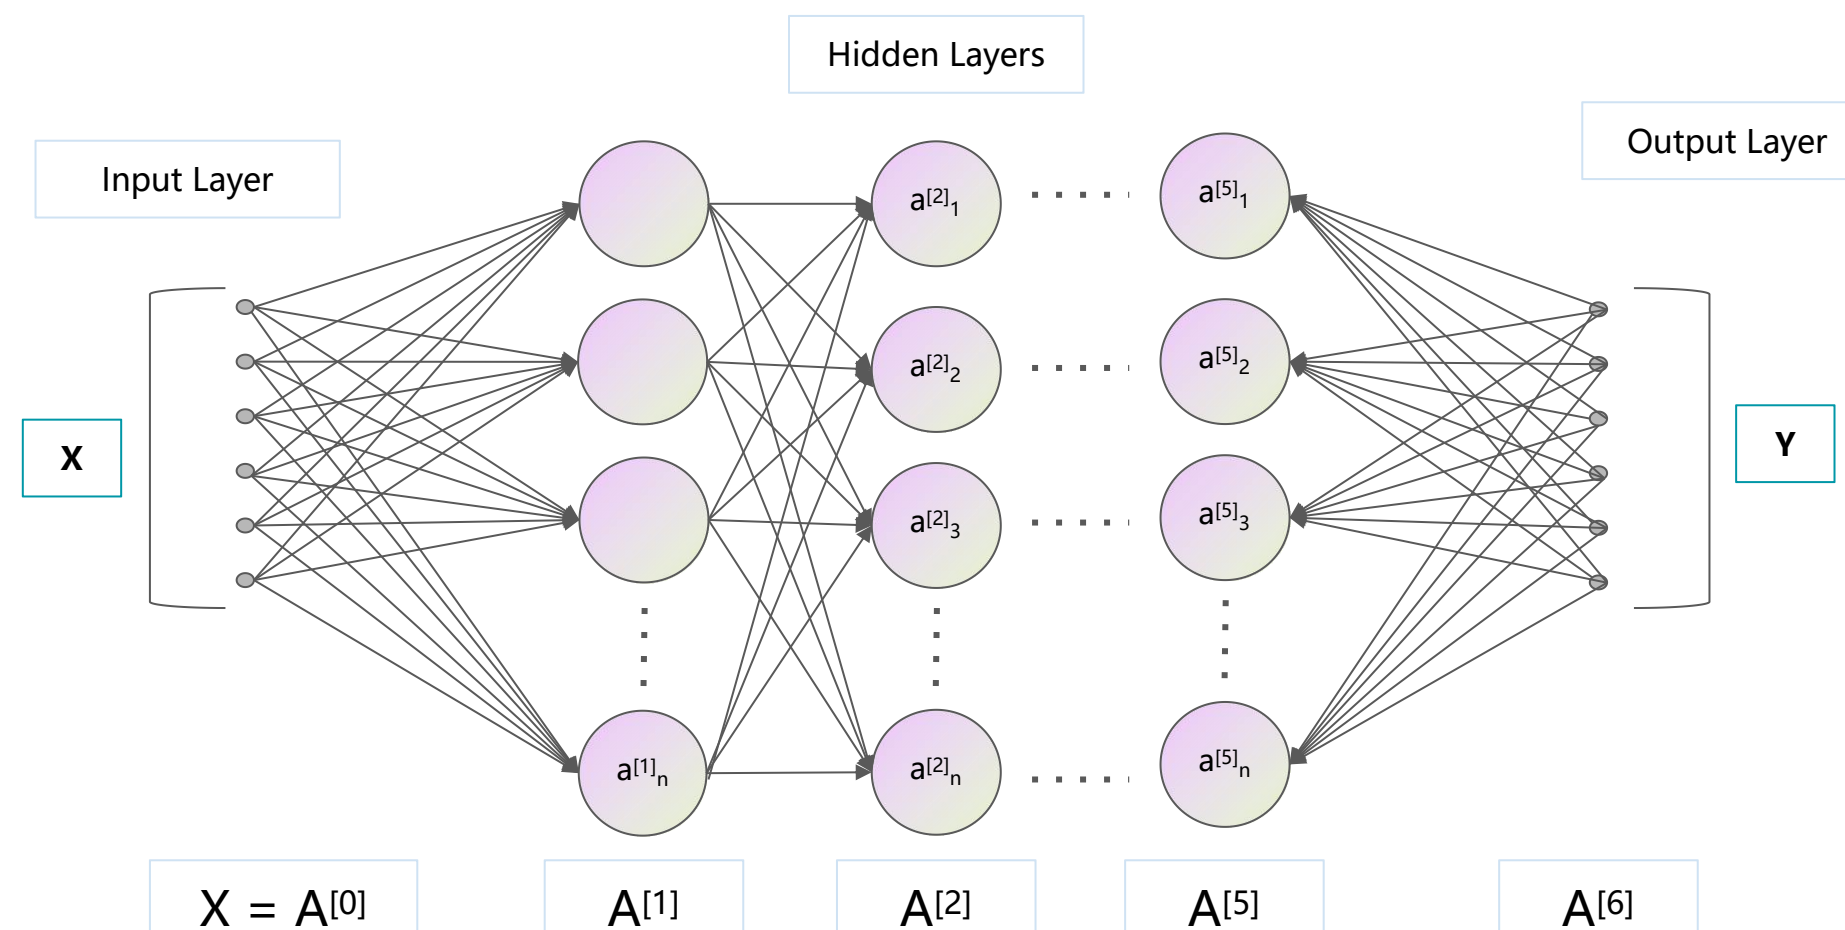 Hidden Layers
Output Layer
Input Layer
a[2]1
a[5]1
a[2]2
a[5]2
X
Y
a[2]3
a[5]3
a[1]n
a[2]n
a[5]n
X = A[0]
A[1]
A[2]
A[5]
A[6]